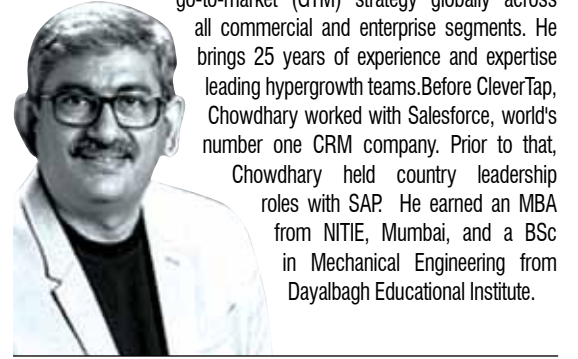 go-to-market (GTM) strategy globally across
all commercial and enterprise segments. He
brings 25 years of experience and expertise
leading hypergrowth teams.Before CleverTap,
Chowdhary worked with Salesforce, world's
number one CRM company. Prior to that,
Chowdhary held country leadership
roles with SAP. He earned an MBA
from NITIE, Mumbai, and a BSc
in Mechanical Engineering from
Dayalbagh Educational Institute.